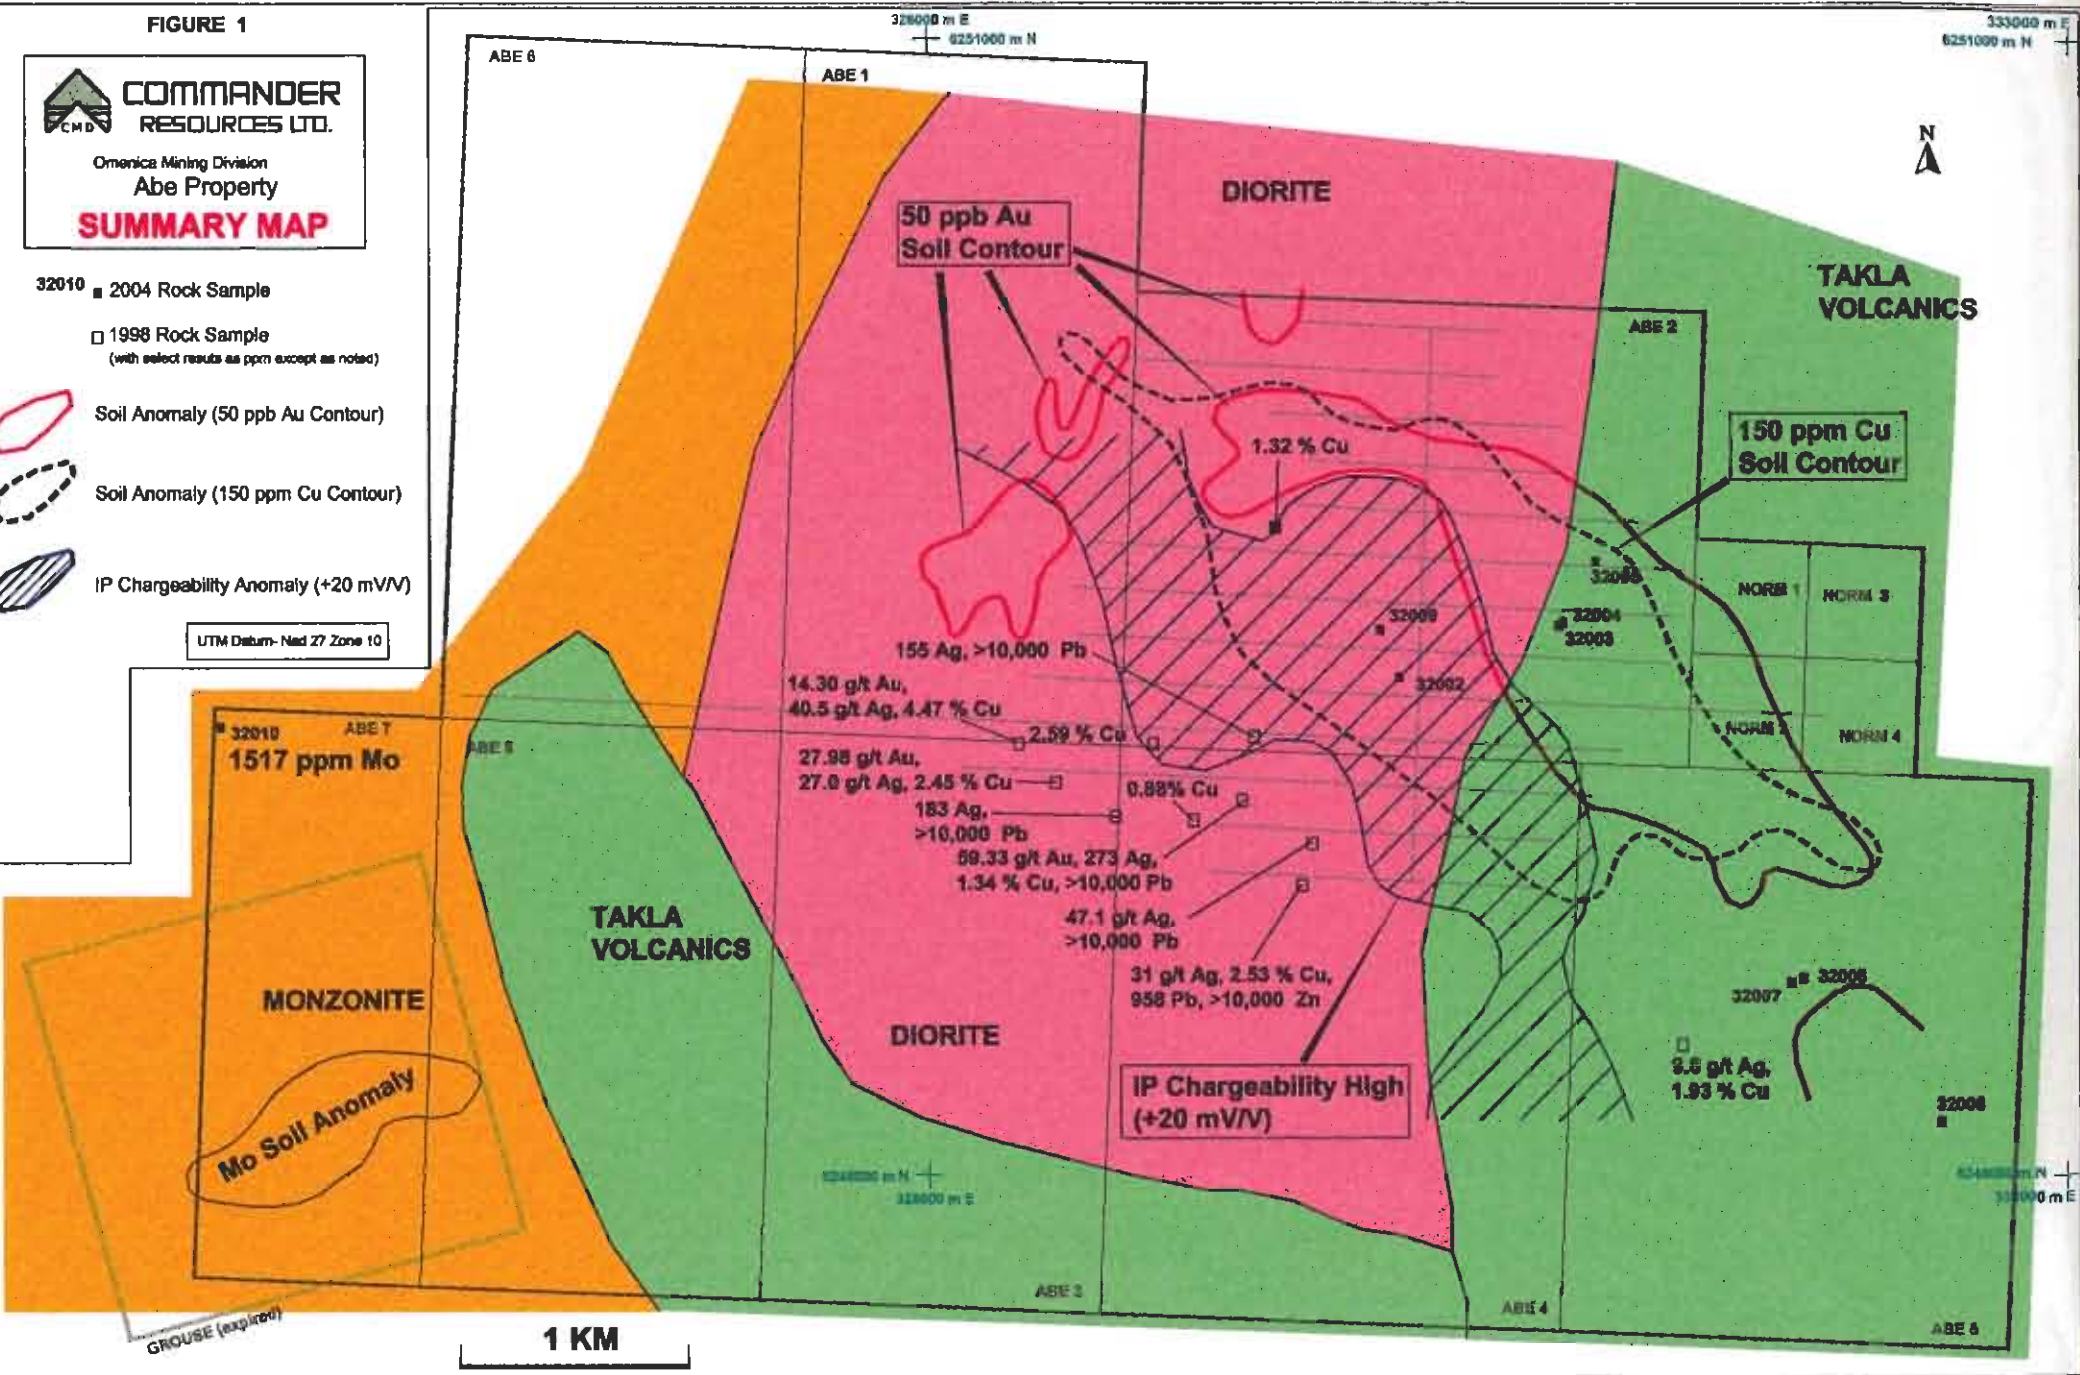 FIGURE 1
COMMANDER
RESOURCES LTD.
CMD
Omenica Mining Division
Abe Property
SUMMARY MAP
32010 2004 Rock Sample
1998 Rock Sample
(with select resuts as ppm except as noted)
Soil Anomaly (50 ppb Au Contour)
Soil Anomaly (150 ppm Cu Contour)
IP Chargeability Anomaly (+20 mV/V)
UTM Datum- Nad 27 Zone 10
6251000 m N
333000 m E
6251000 m N
N
ABE 6
ABE 1
DIORITE
50 ppb Au
Soil Contour
TAKLA
VOLCANICS
ABE 2
150 ppm Cu
Soil Contour
1.32 % Cu
NORM 1
NORM 3
32004
32003
32009
32002
155 Ag, >10,000 Pb
14.30 g/t Au,
40.5 g/t Ag, 4.47 % Cu
2.59 % Cu
NORM 2
NORM 4
32010
ABE 7
1517 ppm Mo
ABE 5
27.98 g/t Au,
27.0 g/t Ag, 2.45 % Cu
0.88% Cu
183 Ag,
>10,000 Pb
59.33 g/t Au, 273 Ag,
1.34 % Cu, >10,000 Pb
47.1 g/t Ag,
>10,000 Pb
TAKLA
VOLCANICS
31 g/t Ag, 2.53 % Cu,
958 Pb, >10,000 Zn
32007
MONZONITE
DIORITE
IP Chargeability High
(+20 mV/V)
1.93 % Cu
Mo Soil Anomaly
ABE 3
ABE 4
GROUSE (expired)
1 KM